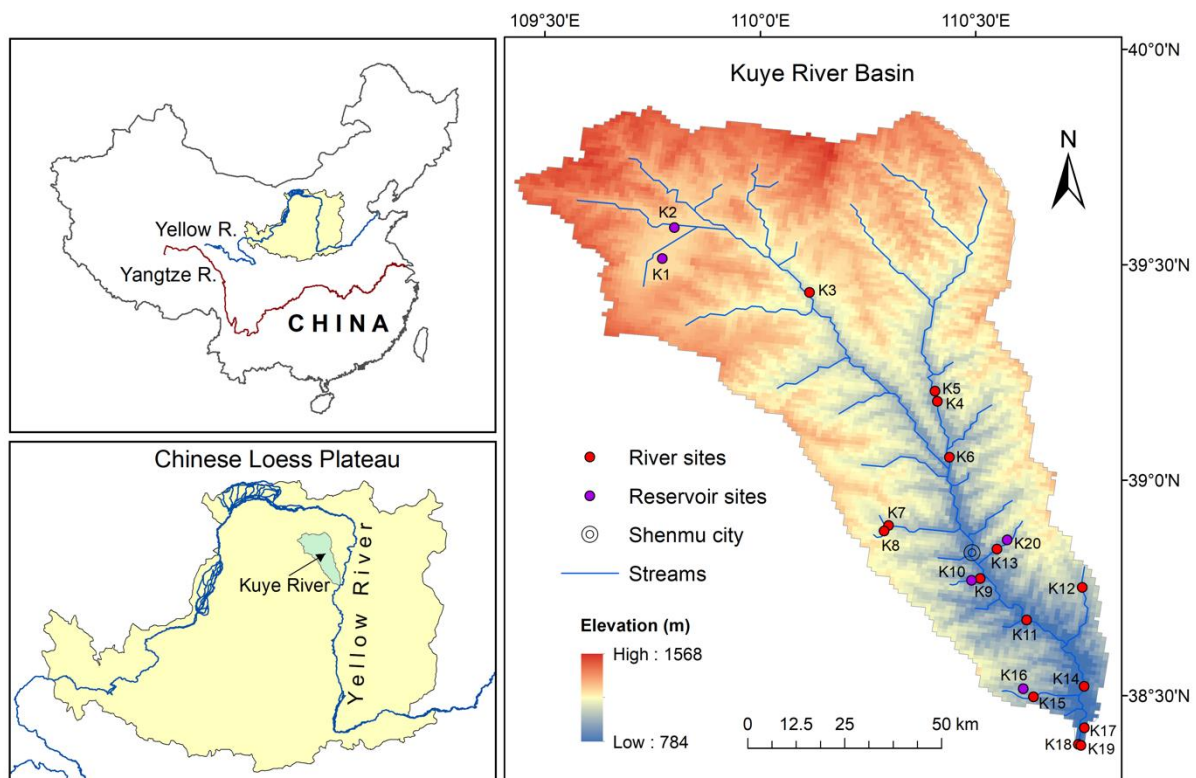 Yellow R.
Yangtze R.
CHINA
Chinese Loess Plateau
Kuye River
Yellow River
109°30'E
110°0'E
110°30'E
40°0'N
39°30'N
39°0'N
38°30'N
Kuye River Basin
N
K2
K1
K3
K5
K4
K6
K7
K8
K20
K13
K10
K9
K12
K11
K16
K14
K15
K17
K18
K19
River sites
Reservoir sites
Shenmu city
Streams
Elevation (m)
High : 1568
Low : 784
0 12.5 25 50 km